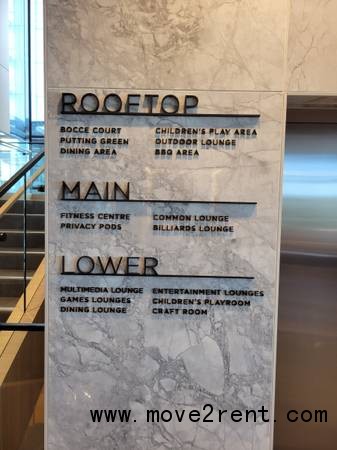 ROOFTOP
BOCCE COURT CHILDREN'S PLAY AREA
PUTTING GREEN OUTDOOR LOUNGE
DINING AREA BBQ AREA
MAIN
FITNESS CENTRE COMMON LOUNGE
PRIVACY PODS BILLIARDS LOUNGE
LOWER
MULTIMEDIA LOUNGE ENTERTAINMENT LOUNGES
GAMES LOUNGES CHILDREN'S PLAYROOM
DINING LOUNGE CRAFT ROOM
www.move2rent.com